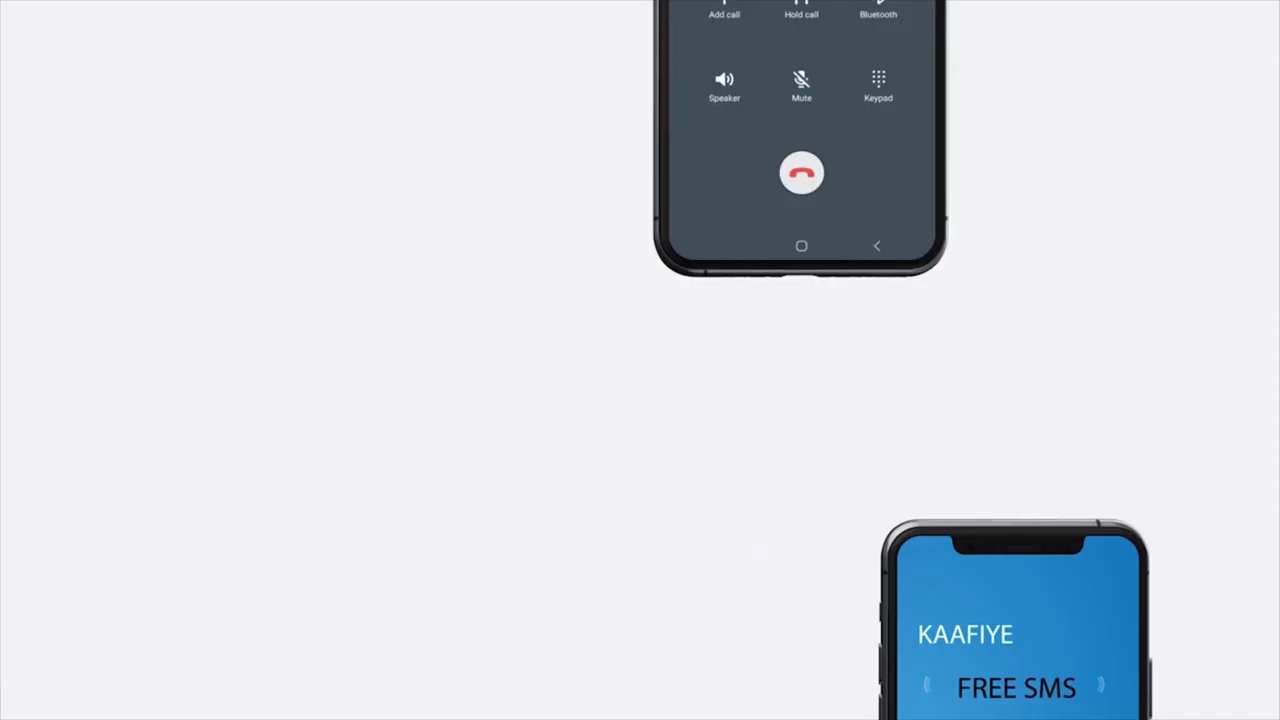 Add call Hold call Bluetooth
Speaker Mute Keypad
KAAFIYE
FREE SMS